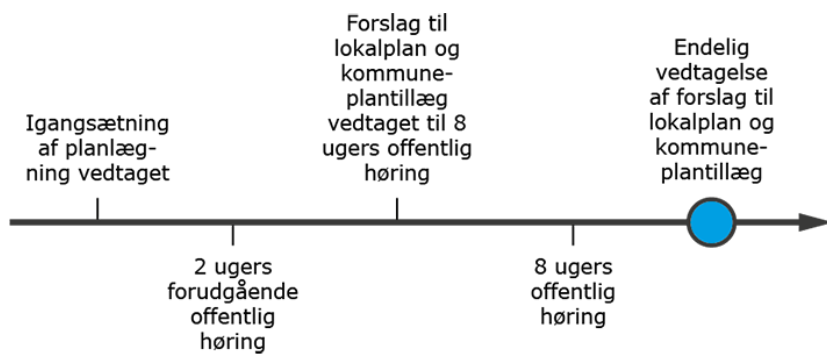 Igangsætning
af planlæg-
ning vedtaget
2 ugers
forudgående
offentlig
høring
Forslag til
lokalplan og
kommune-
plantillæg
vedtaget til 8
ugers offentlig
høring
8 ugers
offentlig
høring
Endelig
vedtagelse
af forslag til
lokalplan og
kommune-
plantillæg